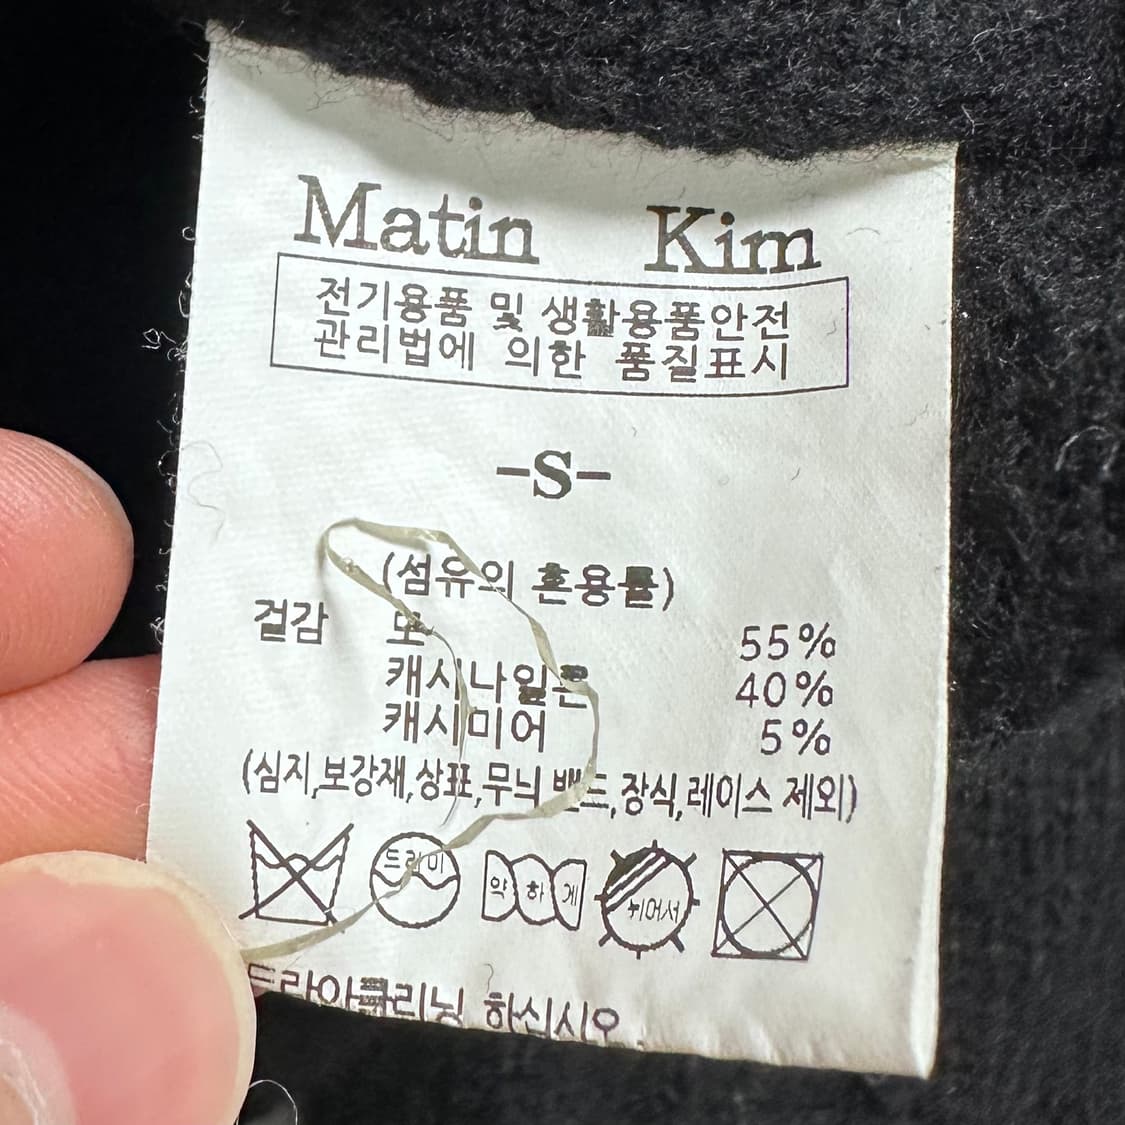 Matin Kim
전기용품 및 생활용품안전
관리법에 의한 품질표시
-S-
(섬유의 혼용률)
겉감 모 55%
캐시나일론 40%
캐시미어 5%
(심지,보강재,상표,무늬 밴드,장식,레이스 제외)
드라이
약하게
뉘어서
드라이클리닝 하십시오